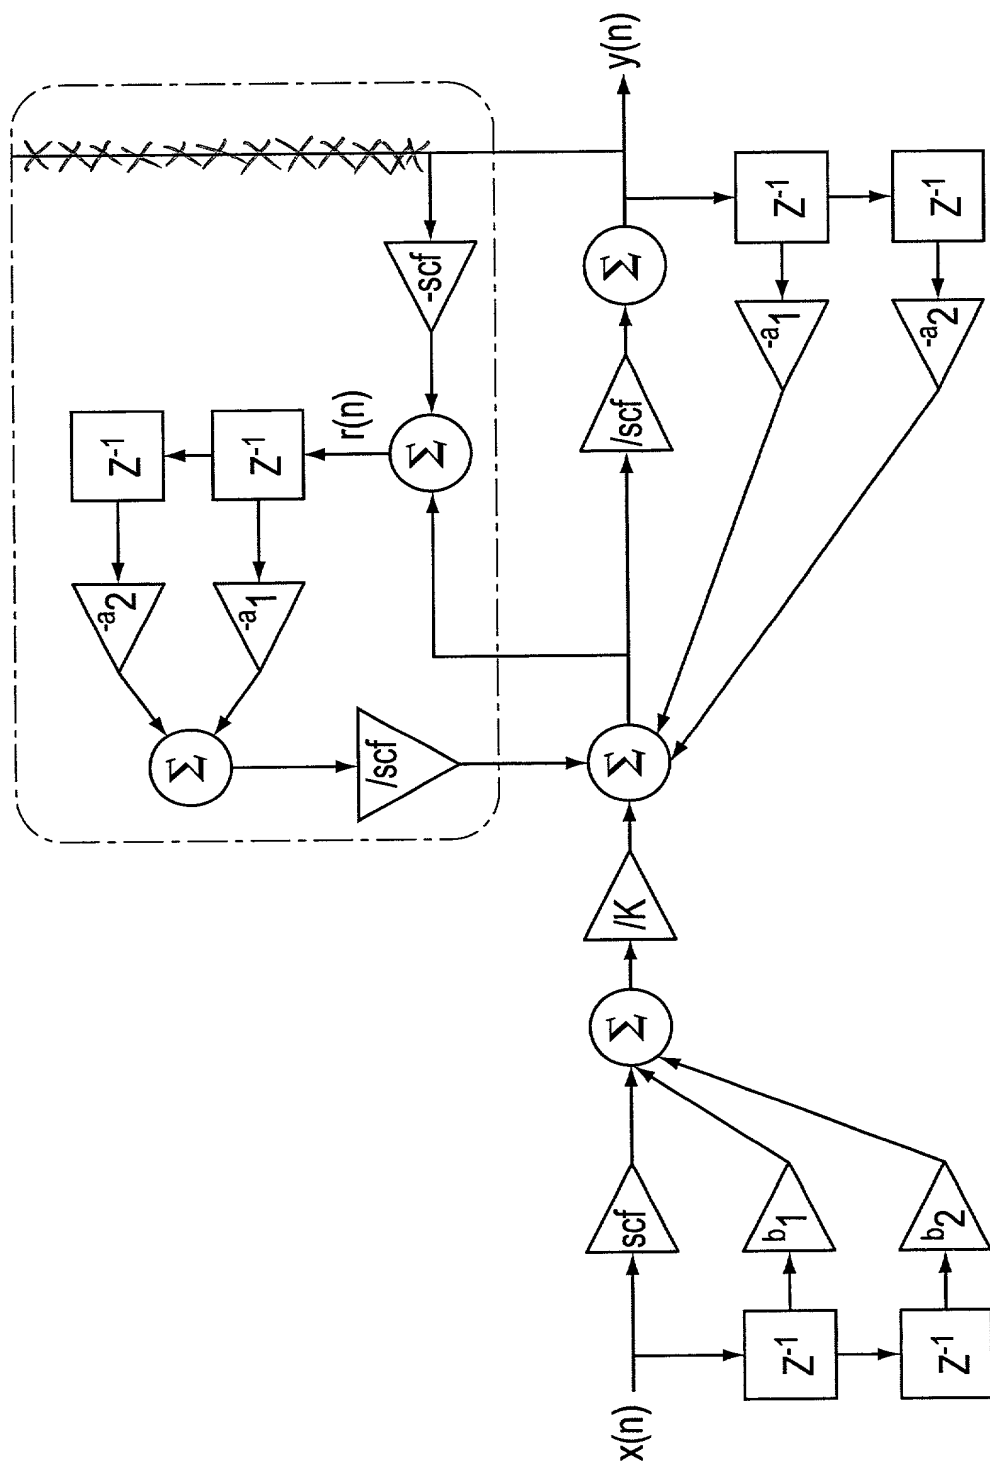 y(n)
-scf
r(n)
Z-1
Z-1
-a2
-a1
Σ
Σ
/scf
Σ
/scf
Σ
Z-1
Z-1
-a1
-a2
/K
Σ
scf
b1
b2
Z-1
Z-1
x(n)